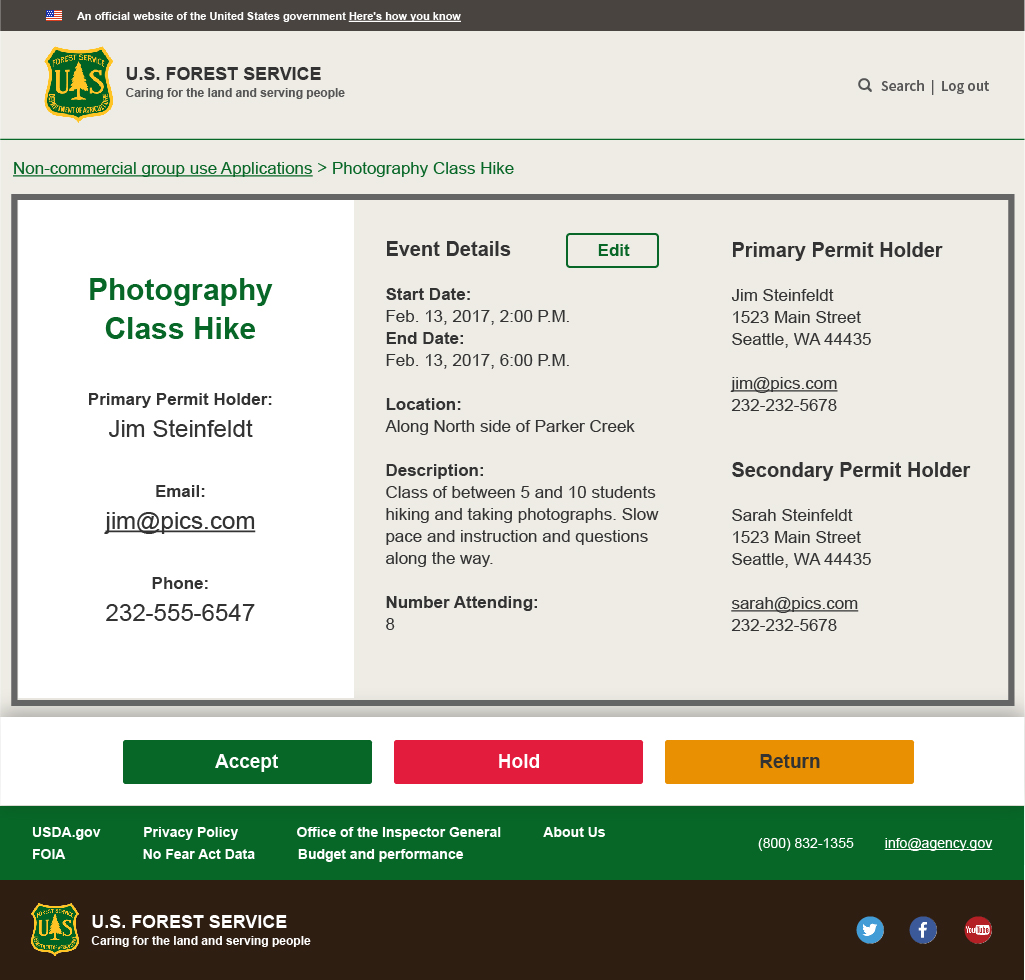 An official website of the United States government Here's how you know
FOREST SERVICE
U S
DEPARTMENT OF AGRICULTURE
U.S. FOREST SERVICE
Caring for the land and serving people
Search | Log out
Non-commercial group use Applications > Photography Class Hike
Photography
Class Hike
Primary Permit Holder:
Jim Steinfeldt
Email:
jim@pics.com
Phone:
232-555-6547
Event Details
Edit
Start Date:
Feb. 13, 2017, 2:00 P.M.
End Date:
Feb. 13, 2017, 6:00 P.M.
Location:
Along North side of Parker Creek
Description:
Class of between 5 and 10 students
hiking and taking photographs. Slow
pace and instruction and questions
along the way.
Number Attending:
8
Primary Permit Holder
Jim Steinfeldt
1523 Main Street
Seattle, WA 44435
jim@pics.com
232-232-5678
Secondary Permit Holder
Sarah Steinfeldt
1523 Main Street
Seattle, WA 44435
sarah@pics.com
232-232-5678
Accept
Hold
Return
USDA.gov
Privacy Policy
Office of the Inspector General
About Us
FOIA
No Fear Act Data
Budget and performance
(800) 832-1355
info@agency.gov
FOREST SERVICE
U S
DEPARTMENT OF AGRICULTURE
U.S. FOREST SERVICE
Caring for the land and serving people
YouTube